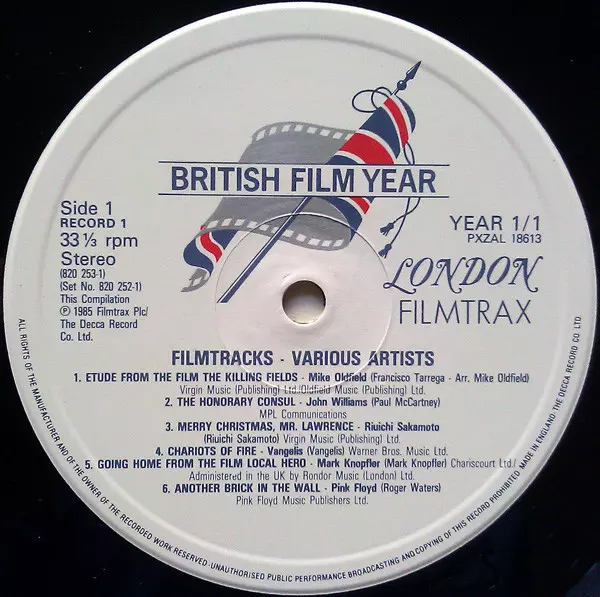 BRITISH FILM YEAR
Side 1
RECORD 1
33⅓ rpm
Stereo
(820 253-1)
(Set No. 820 252-1)
This Compilation
℗ 1985 Filmtrax Plc/
The Decca Record
Co. Ltd.
YEAR 1/1
PXZAL 18613
LONDON
FILMTRAX
FILMTRACKS - VARIOUS ARTISTS
1. ETUDE FROM THE FILM THE KILLING FIELDS - Mike Oldfield (Francisco Tarrega - Arr. Mike Oldfield)
Virgin Music (Publishing) Ltd./Oldfield Music (Publishing) Ltd.
2. THE HONORARY CONSUL - John Williams (Paul McCartney)
MPL Communications
3. MERRY CHRISTMAS, MR. LAWRENCE - Riuichi Sakamoto
(Riuichi Sakamoto) Virgin Music (Publishing) Ltd.
4. CHARIOTS OF FIRE - Vangelis (Vangelis) Warner Bros. Music Ltd.
5. GOING HOME FROM THE FILM LOCAL HERO - Mark Knopfler (Mark Knopfler) Chariscourt Ltd/
Administered in the UK by Rondor Music (London) Ltd.
6. ANOTHER BRICK IN THE WALL - Pink Floyd (Roger Waters)
Pink Floyd Music Publishers Ltd.
ALL RIGHTS OF THE MANUFACTURER AND OF THE OWNER OF THE RECORDED WORK RESERVED·UNAUTHORISED PUBLIC PERFORMANCE BROADCASTING AND COPYING OF THIS RECORD PROHIBITED·MADE IN ENGLAND·THE DECCA RECORD CO LTD